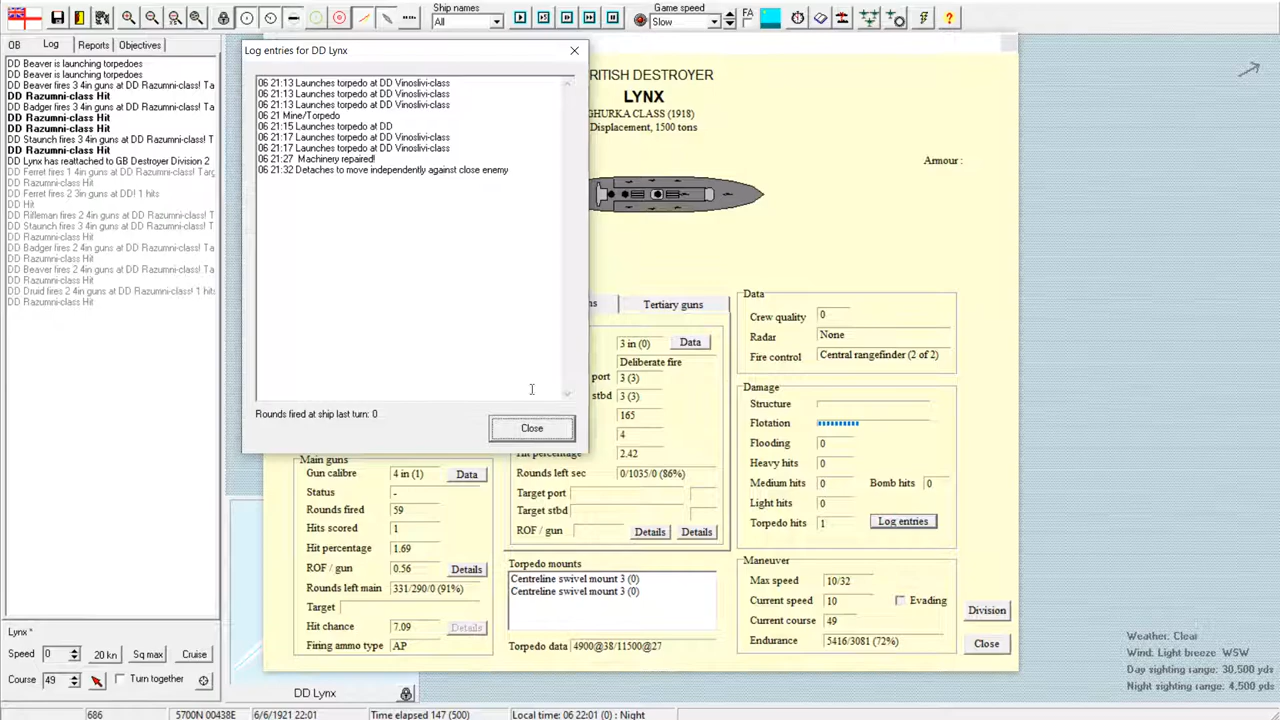 Ship names
All
Game speed
Slow
FA
OB
Log
Reports
Objectives
DD Beaver is launching torpedoes
DD Beaver is launching torpedoes
DD Beaver fires 3 4in guns at DD Razumni-class! Ta
DD Razumni-class Hit
DD Badger fires 3 4in guns at DD Razumni-class! Ta
DD Razumni-class Hit
DD Razumni-class Hit
DD Staunch fires 3 4in guns at DD Razumni-class! Ta
DD Razumni-class Hit
DD Lynx has reattached to GB Destroyer Division 2
DD Ferret fires 1 4in guns at DD Razumni-class! Targ
DD Razumni-class Hit
DD Ferret fires 2 3in guns at DD! 1 hits
DD Hit
DD Rifleman fires 2 4in guns at DD Razumni-class! Ta
DD Staunch fires 3 4in guns at DD Razumni-class! Ta
DD Razumni-class Hit
DD Badger fires 2 4in guns at DD Razumni-class! Ta
DD Razumni-class Hit
DD Beaver fires 2 4in guns at DD Razumni-class! Ta
DD Razumni-class Hit
DD Druid fires 2 4in guns at DD Razumni-class! 1 hits
DD Razumni-class Hit
Lynx *
Speed 0
20 kn
Sq max
Cruise
Course 49
Turn together
Log entries for DD Lynx
06 21:13 Launches torpedo at DD Vinoslivi-class
06 21:13 Launches torpedo at DD Vinoslivi-class
06 21:13 Launches torpedo at DD Vinoslivi-class
06 21 Mine/Torpedo
06 21:15 Launches torpedo at DD
06 21:17 Launches torpedo at DD Vinoslivi-class
06 21:17 Launches torpedo at DD Vinoslivi-class
06 21:27 Machinery repaired!
06 21:32 Detaches to move independently against close enemy
Rounds fired at ship last turn: 0
Close
RITISH DESTROYER
LYNX
GHURKA CLASS (1918)
Displacement, 1500 tons
Armour :
ns
Tertiary guns
3 in (0)
Data
Deliberate fire
port 3 (3)
stbd 3 (3)
165
4
2.42
Rounds left sec 0/1035/0 (86%)
Target port
Target stbd
ROF / gun
Details
Details
Main guns
Gun calibre 4 in (1)
Data
Status -
Rounds fired 59
Hits scored 1
Hit percentage 1.69
ROF / gun 0.56
Details
Rounds left main 331/290/0 (91%)
Target
Hit chance 7.09
Details
Firing ammo type AP
Torpedo mounts
Centreline swivel mount 3 (0)
Centreline swivel mount 3 (0)
Torpedo data 4900@38/11500@27
Data
Crew quality 0
Radar None
Fire control Central rangefinder (2 of 2)
Damage
Structure
Flotation
Flooding 0
Heavy hits 0
Medium hits 0
Bomb hits 0
Light hits 0
Torpedo hits 1
Log entries
Maneuver
Max speed 10/32
Current speed 10
Evading
Current course 49
Endurance 5416/3081 (72%)
Division
Close
Weather: Clear
Wind: Light breeze WSW
Day sighting range: 30,500 yds
Night sighting range: 4,500 yds
DD Lynx
686
5700N 00438E
6/6/1921 22:01
Time elapsed 147 (500)
Local time: 06 22:01 (0) : Night